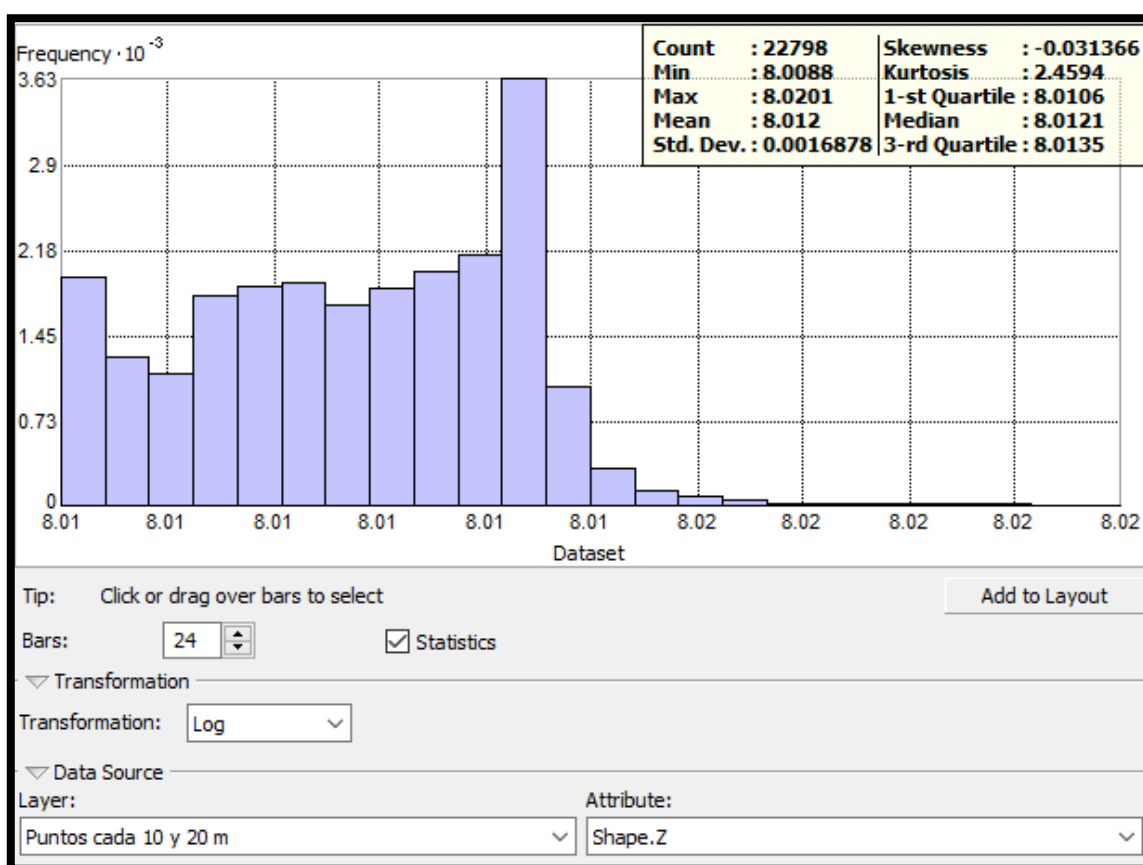 Frequency · 10 -3
Count : 22798 Skewness : -0.031366
Min : 8.0088 Kurtosis : 2.4594
Max : 8.0201 1-st Quartile : 8.0106
Mean : 8.012 Median : 8.0121
Std. Dev. : 0.0016878 3-rd Quartile : 8.0135
3.63
2.9
2.18
1.45
0.73
0
8.01 8.01 8.01 8.01 8.01 8.01 8.02 8.02 8.02 8.02 8.02
Dataset
Tip: Click or drag over bars to select
Add to Layout
Bars: 24 Statistics
Transformation
Transformation: Log
Data Source
Layer: Attribute:
Puntos cada 10 y 20 m Shape.Z